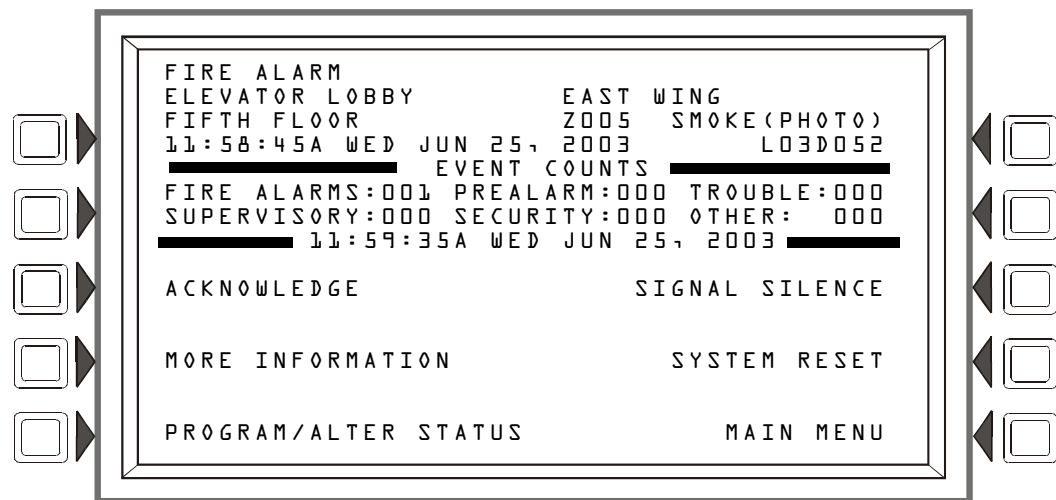 FIRE ALARM
ELEVATOR LOBBY EAST WING
FIFTH FLOOR Z005 SMOKE(PHOTO)
11:58:45A WED JUN 25, 2003 L03D052
EVENT COUNTS
FIRE ALARMS:001 PREALARM:000 TROUBLE:000
SUPERVISORY:000 SECURITY:000 OTHER: 000
11:59:35A WED JUN 25, 2003
ACKNOWLEDGE SIGNAL SILENCE
MORE INFORMATION SYSTEM RESET
PROGRAM/ALTER STATUS MAIN MENU